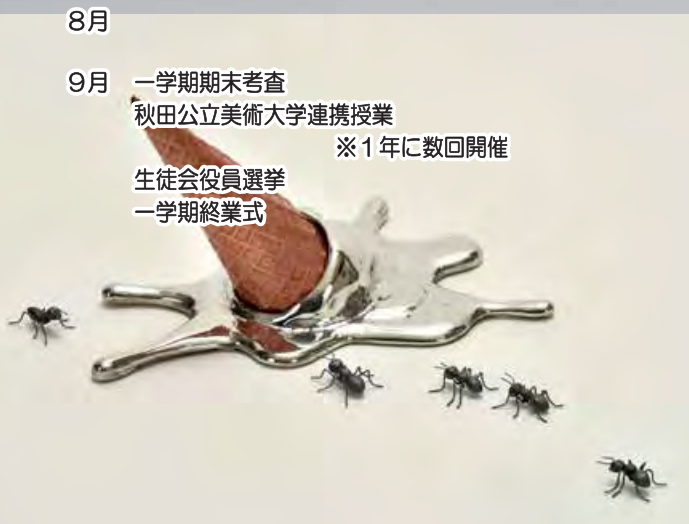 8月
9月 一学期期末考査
秋田公立美術大学連携授業
※1年に数回開催
生徒会役員選挙
一学期終業式